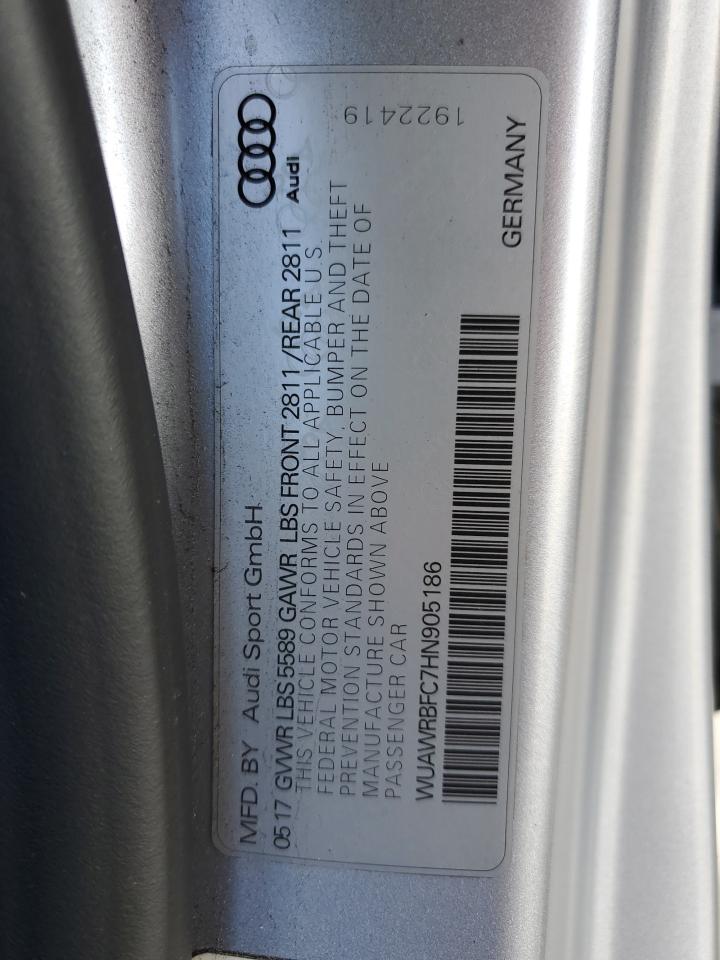 MFD. BY Audi Sport GmbH
0517 GVWR LBS 5589 GAWR LBS FRONT 2811 /REAR 2811
Audi
THIS VEHICLE CONFORMS TO ALL APPLICABLE U.S.
FEDERAL MOTOR VEHICLE SAFETY, BUMPER AND THEFT
PREVENTION STANDARDS IN EFFECT ON THE DATE OF
MANUFACTURE SHOWN ABOVE
PASSENGER CAR
1922419
WUAWRBFC7HN905186
GERMANY